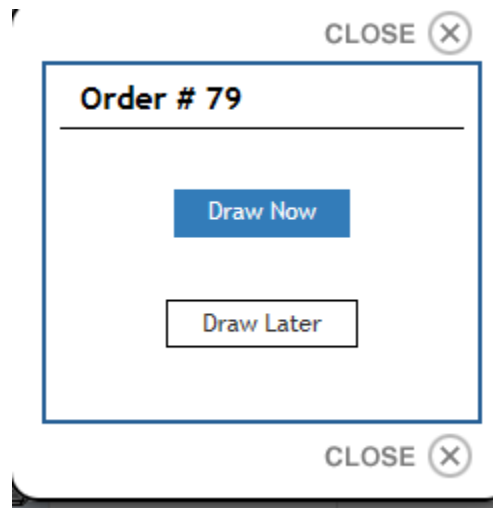 CLOSE
Order # 79
Draw Now
Draw Later
CLOSE